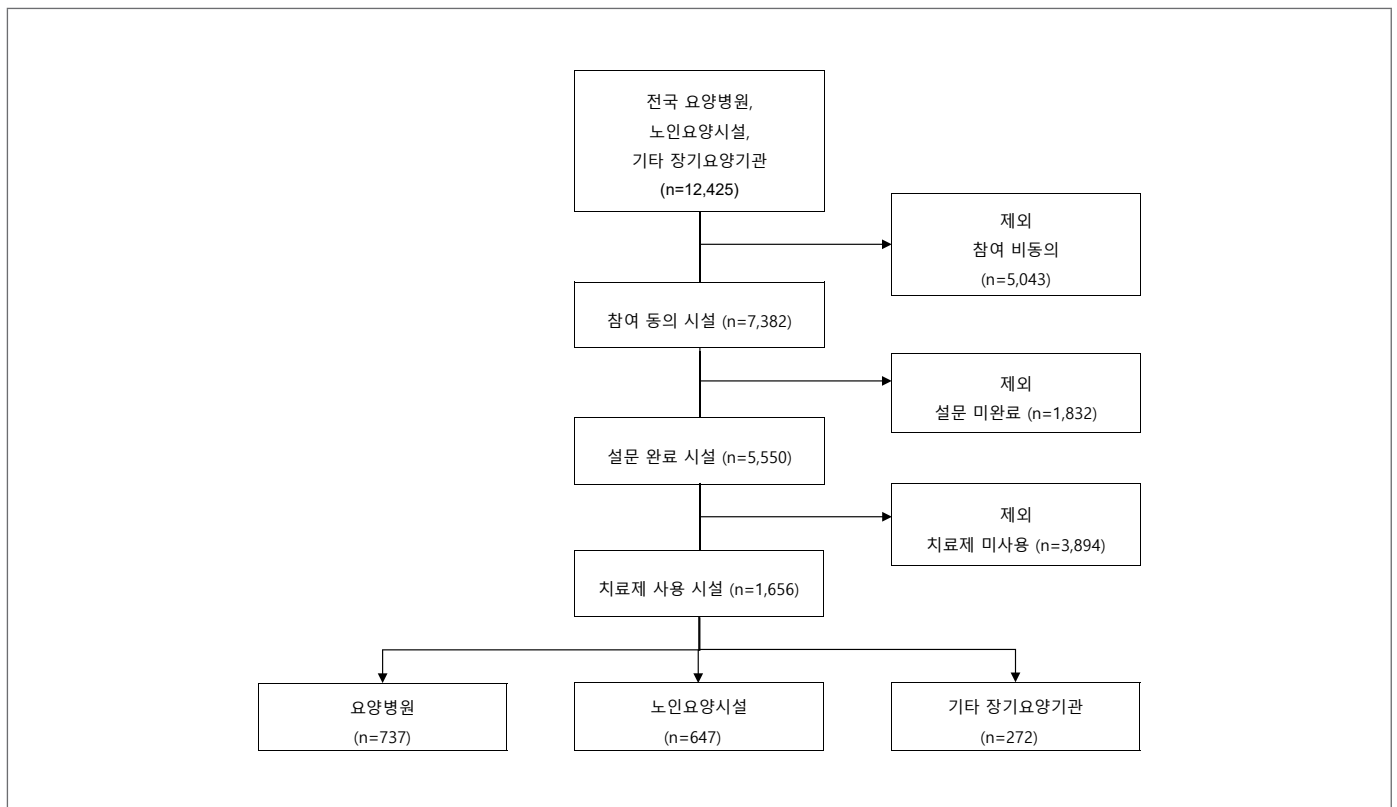 전국 요양병원,
노인요양시설,
기타 장기요양기관
(n=12,425)
제외
참여 비동의
(n=5,043)
참여 동의 시설 (n=7,382)
제외
설문 미완료 (n=1,832)
설문 완료 시설 (n=5,550)
제외
치료제 미사용 (n=3,894)
치료제 사용 시설 (n=1,656)
요양병원
(n=737)
노인요양시설
(n=647)
기타 장기요양기관
(n=272)